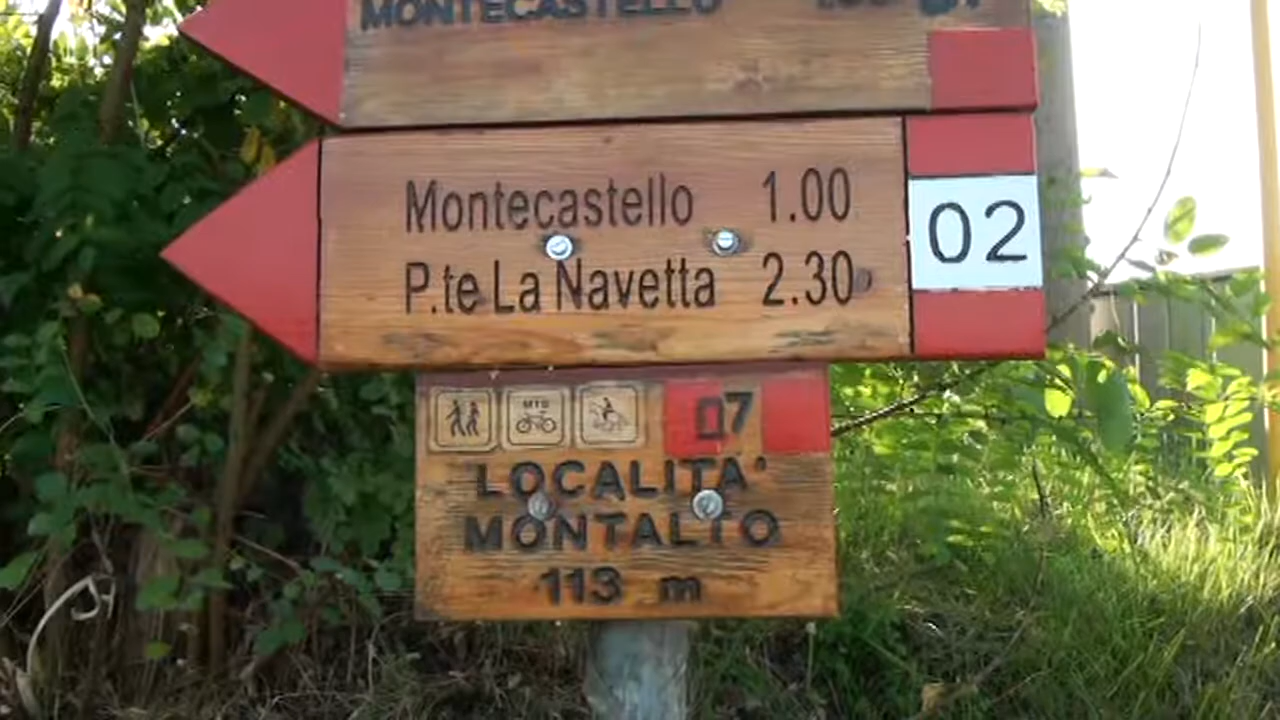 MONTECASTELLO
Montecastello 1.00
P.te La Navetta 2.30
02
MTB
07
LOCALITA'
MONTALTO
113 m